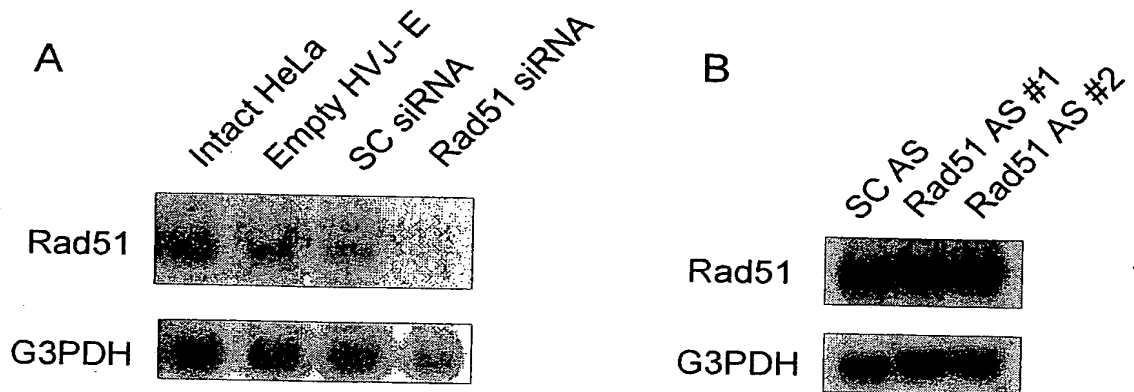 A
Intact HeLa
Empty HVJ- E
SC siRNA
Rad51 siRNA
Rad51
G3PDH
B
SC AS
Rad51 AS #1
Rad51 AS #2
Rad51
G3PDH